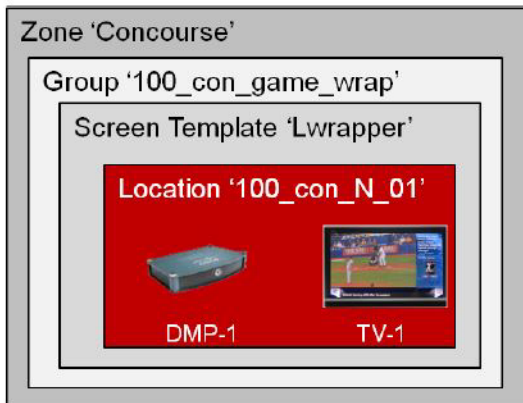 Zone ‘Concourse’
Group ‘100_con_game_wrap’
Screen Template ‘Lwrapper’
Location ‘100_con_N_01’
DMP-1
TV-1